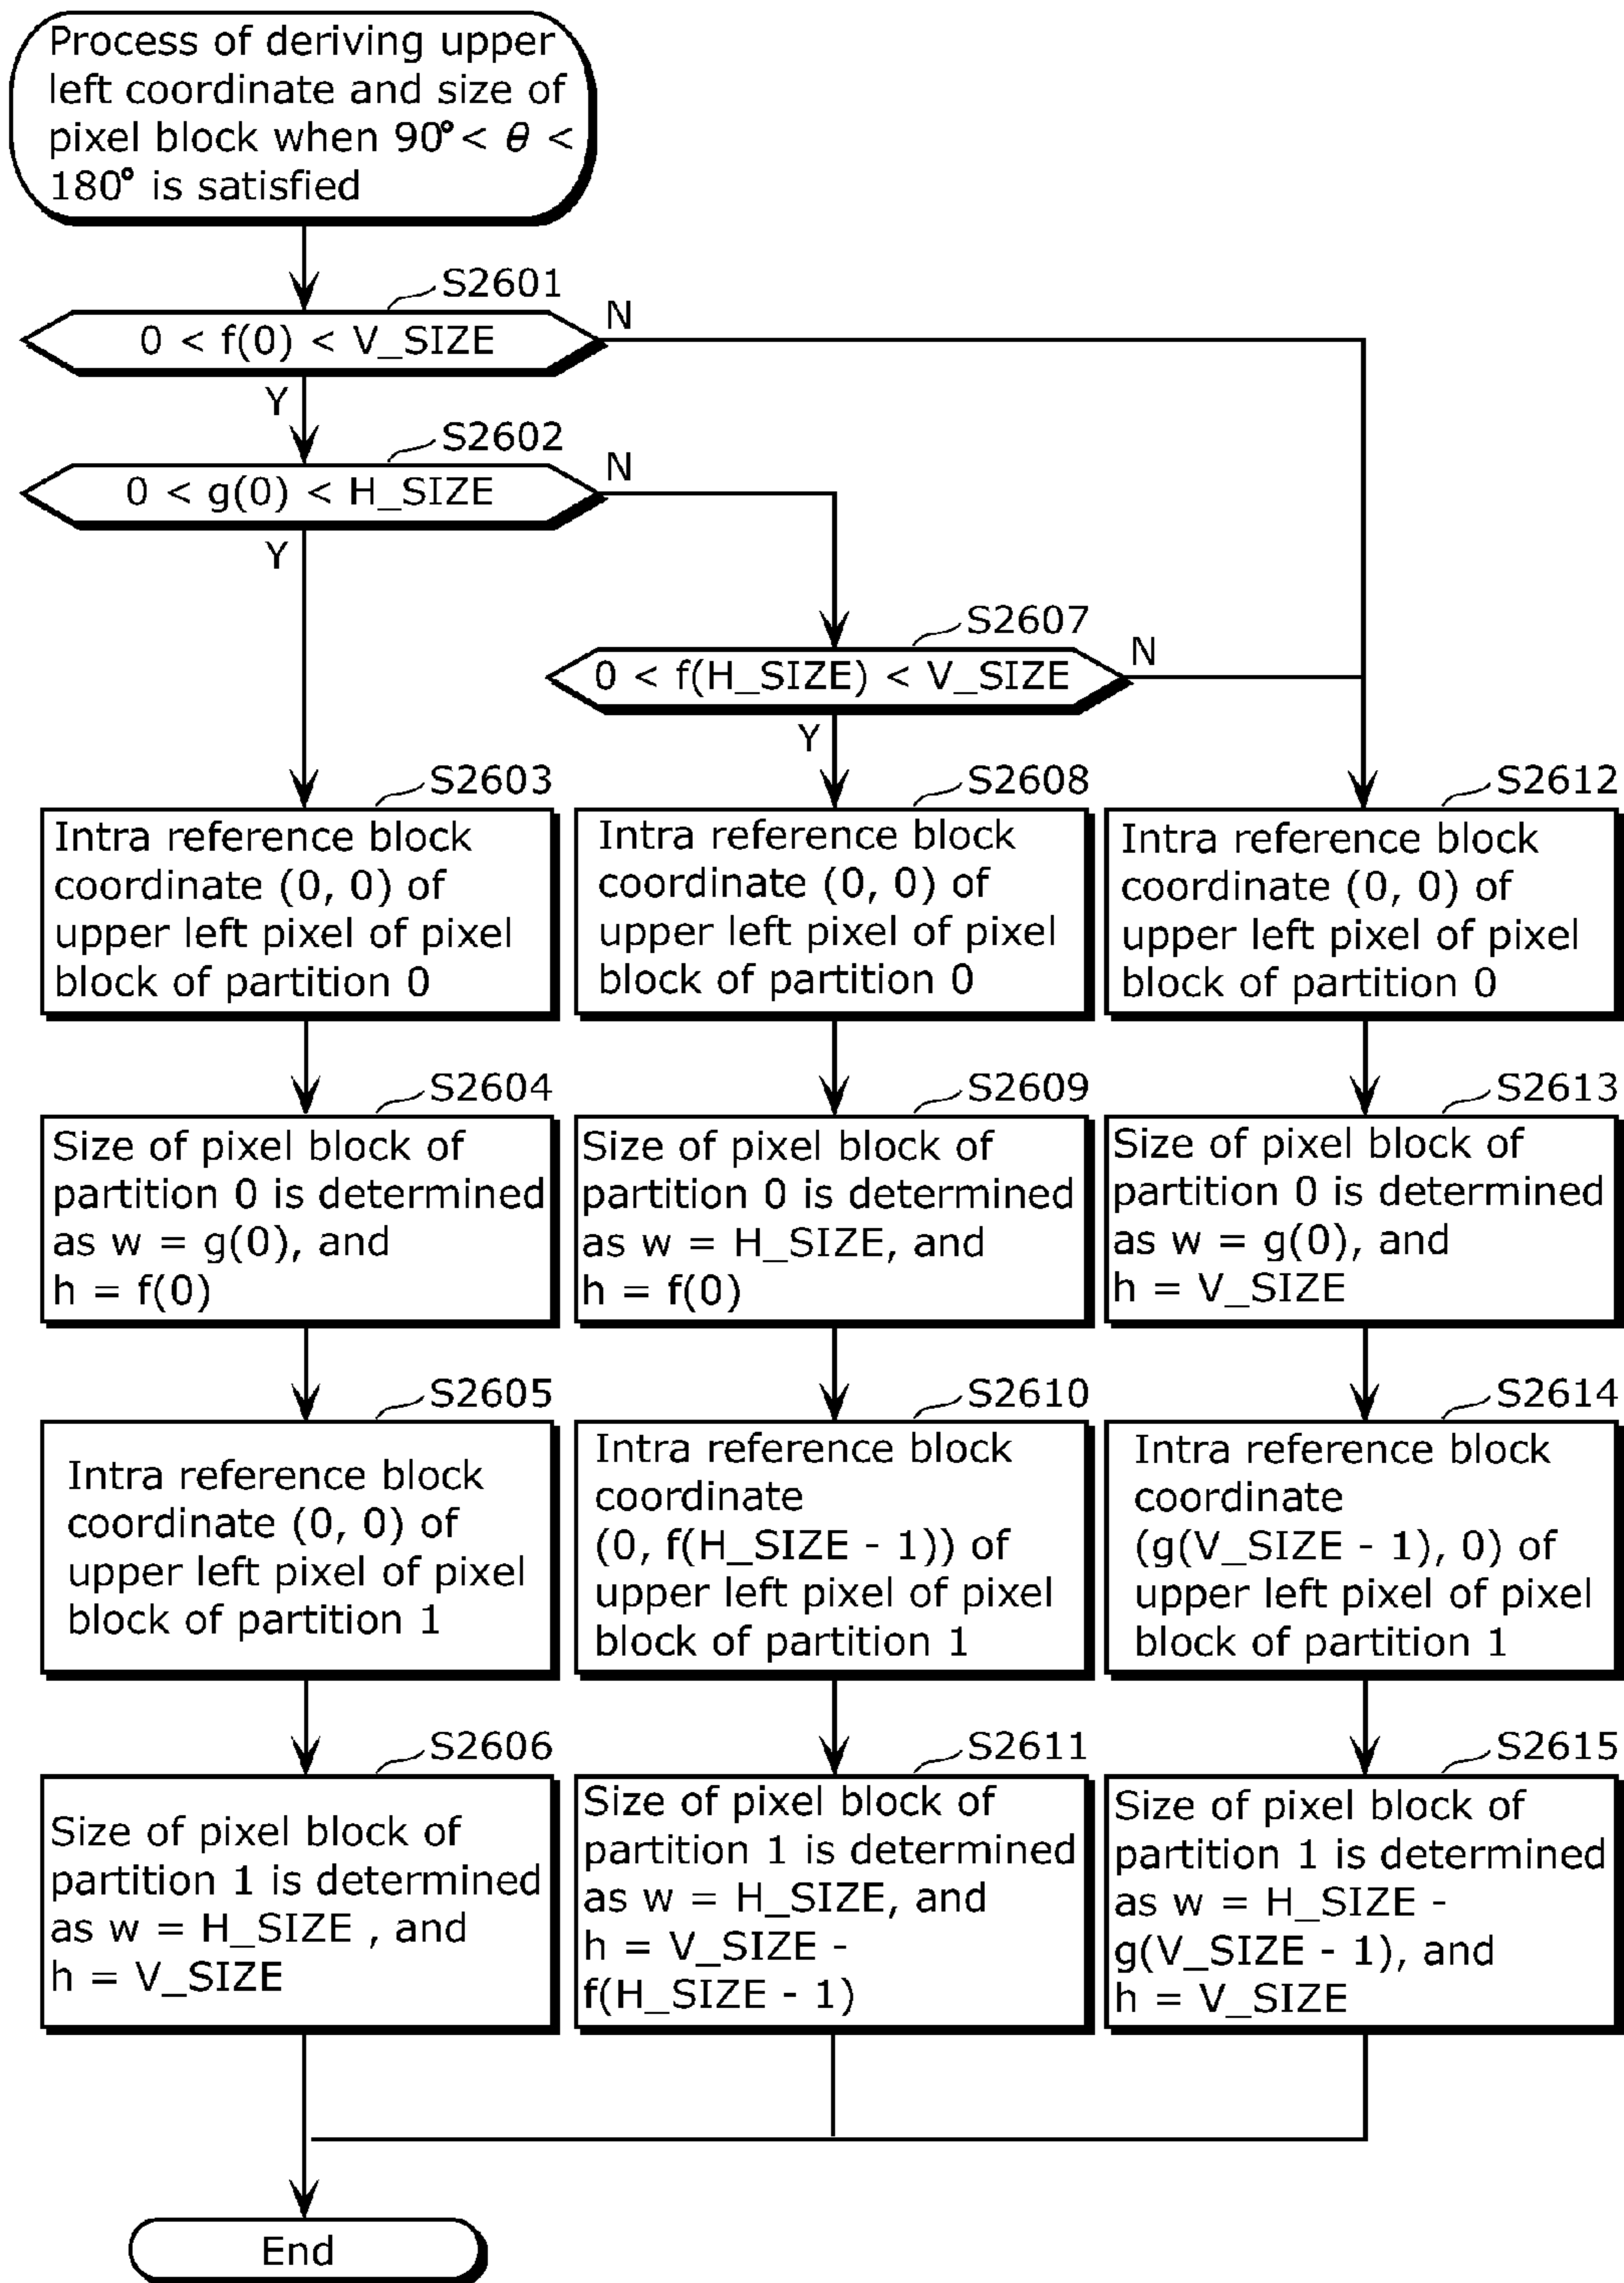 Process of deriving upper
left coordinate and size of
pixel block when 90° < θ <
180° is satisfied
S2601
0 < f(0) < V_SIZE
N
Y
S2602
0 < g(0) < H_SIZE
N
Y
S2607
0 < f(H_SIZE) < V_SIZE
N
Y
S2603
Intra reference block
coordinate (0, 0) of
upper left pixel of pixel
block of partition 0
S2604
Size of pixel block of
partition 0 is determined
as w = g(0), and
h = f(0)
S2605
Intra reference block
coordinate (0, 0) of
upper left pixel of pixel
block of partition 1
S2606
Size of pixel block of
partition 1 is determined
as w = H_SIZE , and
h = V_SIZE
S2608
Intra reference block
coordinate (0, 0) of
upper left pixel of pixel
block of partition 0
S2609
Size of pixel block of
partition 0 is determined
as w = H_SIZE, and
h = f(0)
S2610
Intra reference block
coordinate
(0, f(H_SIZE - 1)) of
upper left pixel of pixel
block of partition 1
S2611
Size of pixel block of
partition 1 is determined
as w = H_SIZE, and
h = V_SIZE -
f(H_SIZE - 1)
S2612
Intra reference block
coordinate (0, 0) of
upper left pixel of pixel
block of partition 0
S2613
Size of pixel block of
partition 0 is determined
as w = g(0), and
h = V_SIZE
S2614
Intra reference block
coordinate
(g(V_SIZE - 1), 0) of
upper left pixel of pixel
block of partition 1
S2615
Size of pixel block of
partition 1 is determined
as w = H_SIZE -
g(V_SIZE - 1), and
h = V_SIZE
End